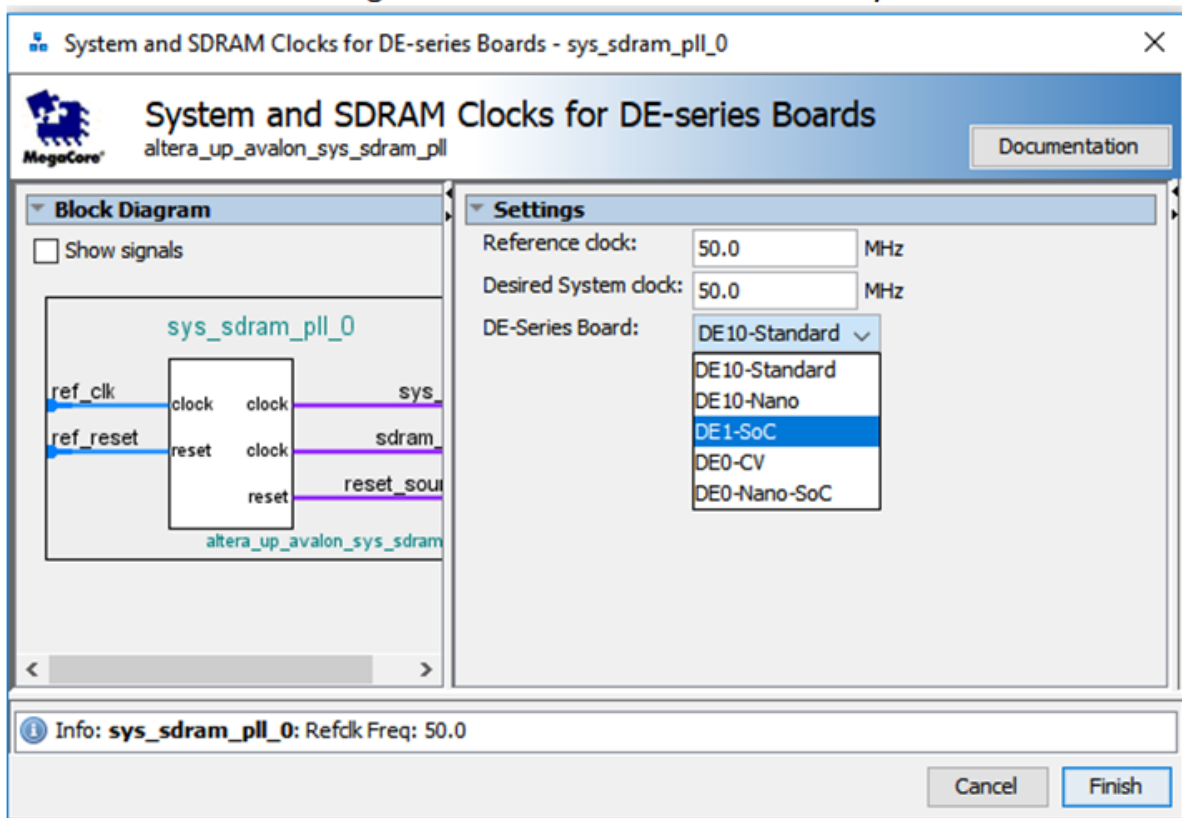 System and SDRAM Clocks for DE-series Boards - sys_sdram_pll_0
System and SDRAM Clocks for DE-series Boards
MegaCore®
altera_up_avalon_sys_sdram_pll
Documentation
Block Diagram
Show signals
sys_sdram_pll_0
ref_clk
clock
clock
sys_
ref_reset
reset
clock
sdram_
reset
reset_sour
altera_up_avalon_sys_sdram
Settings
Reference clock: 50.0 MHz
Desired System clock: 50.0 MHz
DE-Series Board: DE10-Standard
DE10-Standard
DE10-Nano
DE1-SoC
DE0-CV
DE0-Nano-SoC
Info: sys_sdram_pll_0: Refclk Freq: 50.0
Cancel
Finish